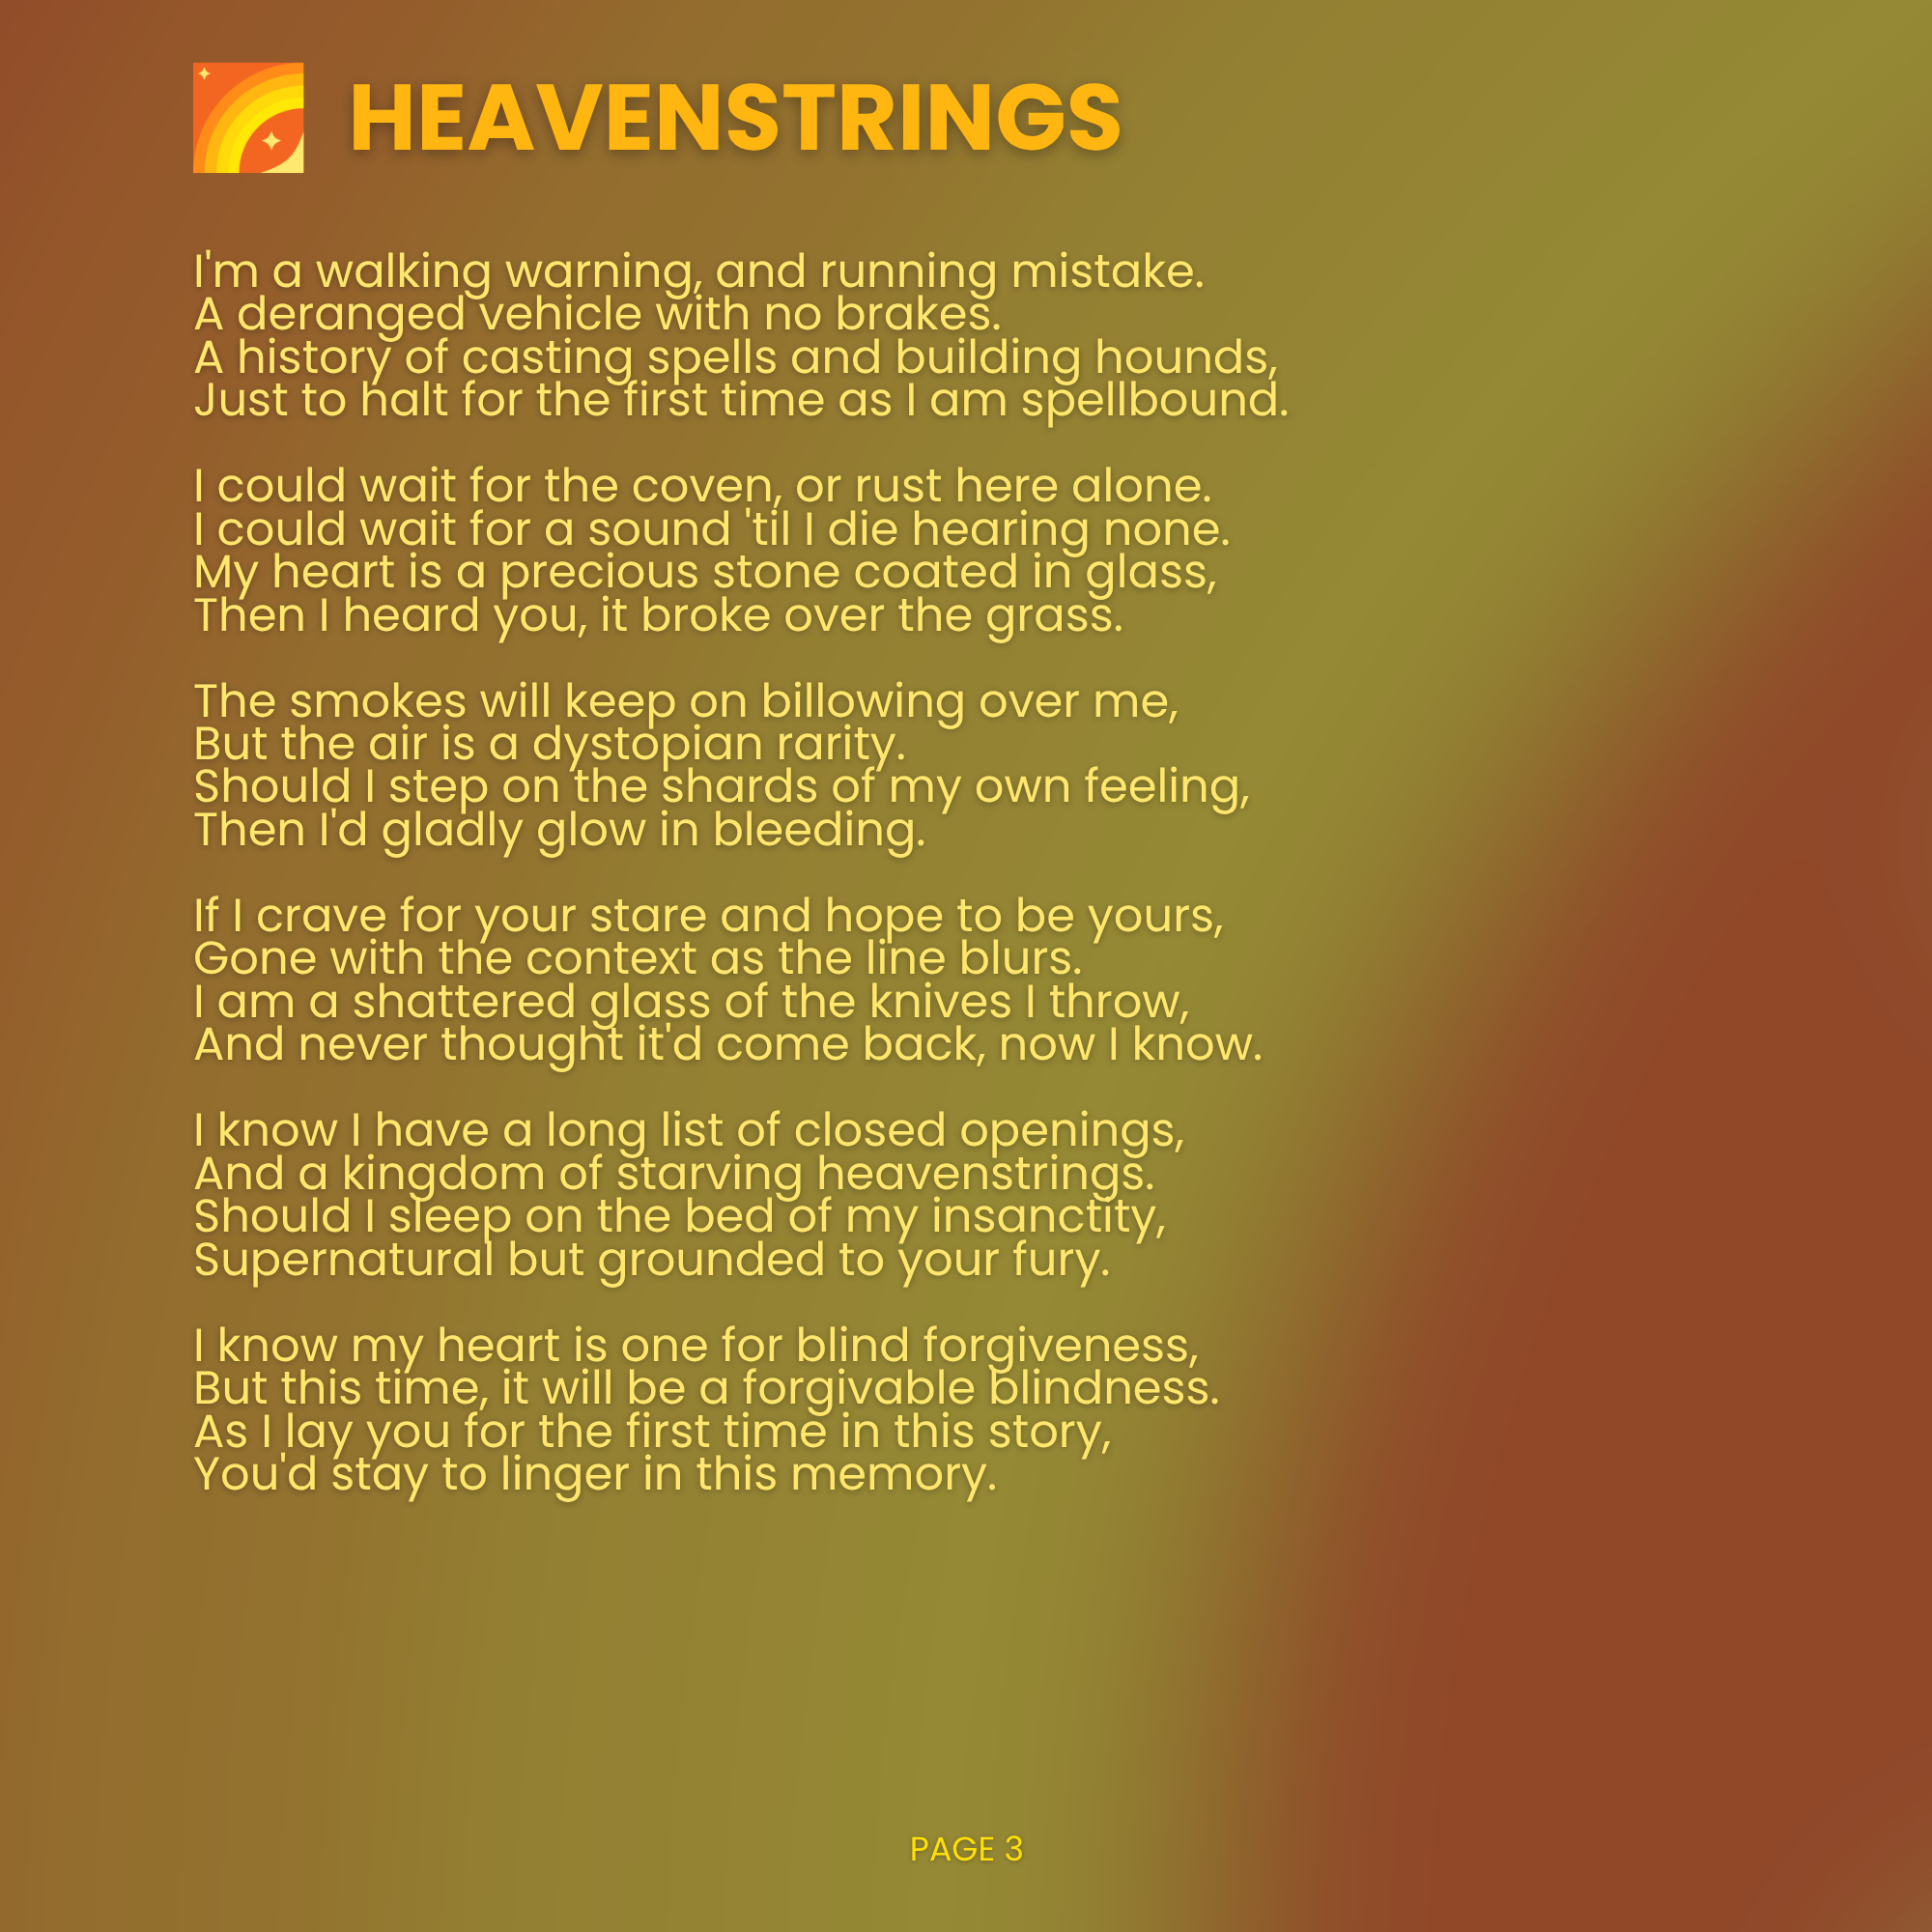 HEAVENSTRINGS
I'm a walking warning, and running mistake.
A deranged vehicle with no brakes.
A history of casting spells and building hounds,
Just to halt for the first time as I am spellbound.
I could wait for the coven, or rust here alone.
I could wait for a sound 'til I die hearing none.
My heart is a precious stone coated in glass,
Then I heard you, it broke over the grass.
The smokes will keep on billowing over me,
But the air is a dystopian rarity.
Should I step on the shards of my own feeling,
Then I'd gladly glow in bleeding.
If I crave for your stare and hope to be yours,
Gone with the context as the line blurs.
I am a shattered glass of the knives I throw,
And never thought it'd come back, now I know.
I know I have a long list of closed openings,
And a kingdom of starving heavenstrings.
Should I sleep on the bed of my insanctity,
Supernatural but grounded to your fury.
I know my heart is one for blind forgiveness,
But this time, it will be a forgivable blindness.
As I lay you for the first time in this story,
You'd stay to linger in this memory.
PAGE 3